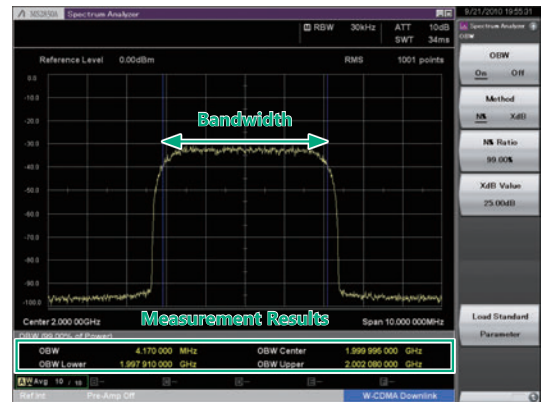 MS2850A Spectrum Analyzer 9/21/2010 19:55:31
RBW 30kHz ATT 10dB
SWT 34ms
Reference Level 0.00dBm RMS 1001 points
0.0
-10.0
-20.0
-30.0
-40.0
-50.0
-60.0
-70.0
-80.0
-90.0
-100.0
Bandwidth
Measurement Results
Center 2.000 00GHz Span 10.000 000MHz
OBW (99.00% of Power)
OBW 4.170 000 MHz OBW Center 1.999 995 000 GHz
OBW Lower 1.997 910 000 GHz OBW Upper 2.002 080 000 GHz
AW Avg 10 / 10
Ref.Int Pre-Amp Off W-CDMA Downlink
Spectrum Analyzer
OBW
OBW
On Off
Method
N% XdB
N% Ratio
99.00%
XdB Value
25.00dB
Load Standard
Parameter